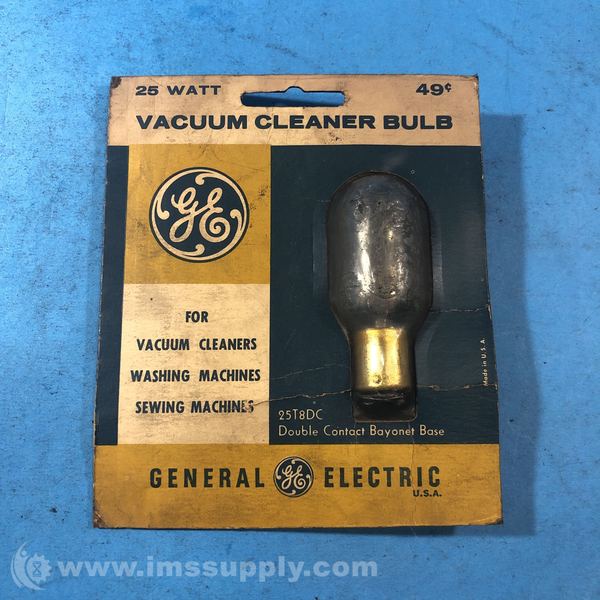 25 WATT 49¢
VACUUM CLEANER BULB
GE
FOR
VACUUM CLEANERS
WASHING MACHINES
SEWING MACHINES
Made in U.S.A.
25T8DC
Double Contact Bayonet Base
GENERAL GE ELECTRIC
U.S.A.
www.imssupply.com